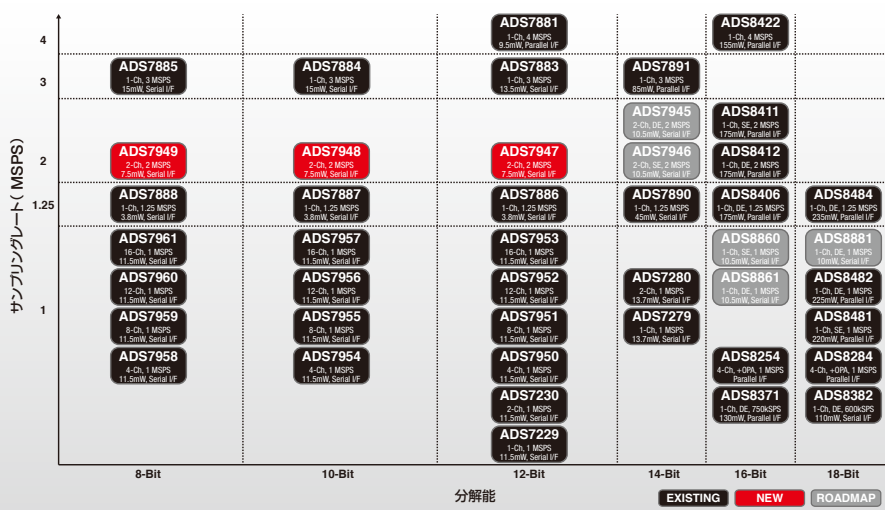 サンプリングレート( MSPS)
4
ADS7881
1-Ch, 4 MSPS
9.5mW, Parallel I/F
ADS8422
1-Ch, 4 MSPS
155mW, Parallel I/F
3
ADS7885
1-Ch, 3 MSPS
15mW, Serial I/F
ADS7884
1-Ch, 3 MSPS
15mW, Serial I/F
ADS7883
1-Ch, 3 MSPS
13.5mW, Serial I/F
ADS7891
1-Ch, 3 MSPS
85mW, Parallel I/F
ADS7945
2-Ch, DE, 2 MSPS
10.5mW, Serial I/F
ADS8411
1-Ch, SE, 2 MSPS
175mW, Parallel I/F
2
ADS7949
2-Ch, 2 MSPS
7.5mW, Serial I/F
ADS7948
2-Ch, 2 MSPS
7.5mW, Serial I/F
ADS7947
2-Ch, 2 MSPS
7.5mW, Serial I/F
ADS7946
2-Ch, SE, 2 MSPS
10.5mW, Serial I/F
ADS8412
1-Ch, DE, 2 MSPS
175mW, Parallel I/F
1.25
ADS7888
1-Ch, 1.25 MSPS
3.8mW, Serial I/F
ADS7887
1-Ch, 1.25 MSPS
3.8mW, Serial I/F
ADS7886
1-Ch, 1.25 MSPS
3.8mW, Serial I/F
ADS7890
1-Ch, 1.25 MSPS
45mW, Serial I/F
ADS8406
1-Ch, DE, 1.25 MSPS
175mW, Parallel I/F
ADS8484
1-Ch, DE, 1.25 MSPS
235mW, Parallel I/F
1
ADS7961
16-Ch, 1 MSPS
11.5mW, Serial I/F
ADS7957
16-Ch, 1 MSPS
11.5mW, Serial I/F
ADS7953
16-Ch, 1 MSPS
11.5mW, Serial I/F
ADS8860
1-Ch, SE, 1 MSPS
10.5mW, Serial I/F
ADS8881
1-Ch, DE, 1 MSPS
10mW, Serial I/F
ADS7960
12-Ch, 1 MSPS
11.5mW, Serial I/F
ADS7956
12-Ch, 1 MSPS
11.5mW, Serial I/F
ADS7952
12-Ch, 1 MSPS
11.5mW, Serial I/F
ADS7280
2-Ch, 1 MSPS
13.7mW, Serial I/F
ADS8861
1-Ch, DE, 1 MSPS
10.5mW, Serial I/F
ADS8482
1-Ch, DE, 1 MSPS
225mW, Parallel I/F
ADS7959
8-Ch, 1 MSPS
11.5mW, Serial I/F
ADS7955
8-Ch, 1 MSPS
11.5mW, Serial I/F
ADS7951
8-Ch, 1 MSPS
11.5mW, Serial I/F
ADS7279
1-Ch, 1 MSPS
13.7mW, Serial I/F
ADS8481
1-Ch, SE, 1 MSPS
220mW, Parallel I/F
ADS7958
4-Ch, 1 MSPS
11.5mW, Serial I/F
ADS7954
4-Ch, 1 MSPS
11.5mW, Serial I/F
ADS7950
4-Ch, 1 MSPS
11.5mW, Serial I/F
ADS8254
4-Ch, +OPA, 1 MSPS
Parallel I/F
ADS8284
4-Ch, +OPA, 1 MSPS
Parallel I/F
ADS7230
2-Ch, 1 MSPS
11.5mW, Serial I/F
ADS8371
1-Ch, DE, 750kSPS
130mW, Parallel I/F
ADS8382
1-Ch, DE, 600kSPS
110mW, Serial I/F
ADS7229
1-Ch, 1 MSPS
11.5mW, Serial I/F
8-Bit
10-Bit
12-Bit
14-Bit
16-Bit
18-Bit
分解能
EXISTING
NEW
ROADMAP